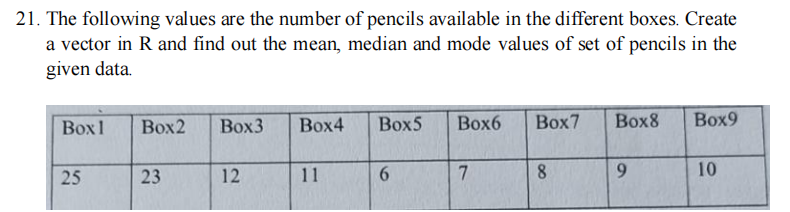 21. The following values are the number of pencils available in the different boxes. Create
a vector in R and find out the mean, median and mode values of set of pencils in the
given data.
Box1 Box2 Box3 Box4 Box5 Box6 Box7 Box8 Box9
25 23 12 11 6 7 8 9 10